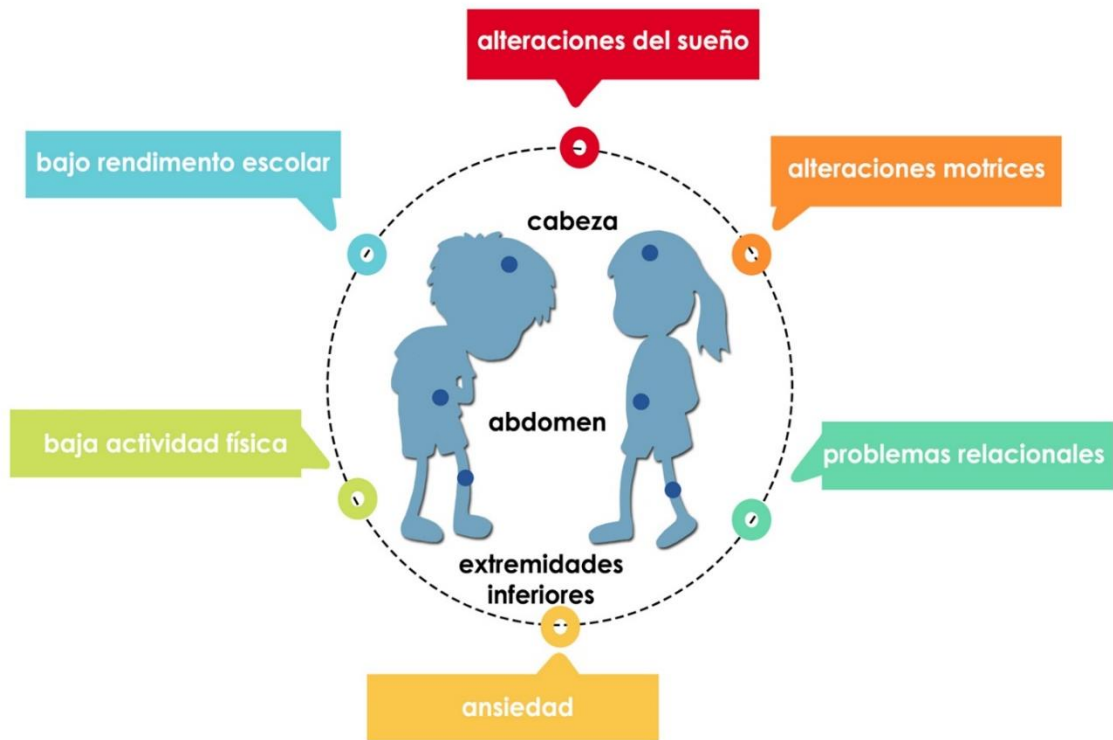 alteraciones del sueño
bajo rendimento escolar
alteraciones motrices
cabeza
abdomen
baja actividad física
problemas relacionales
extremidades
inferiores
ansiedad